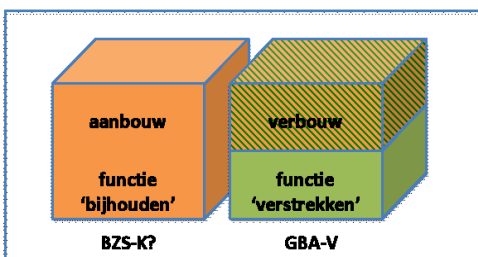 aanbouw
functie
‘bijhouden’
BZS-K?
verbouw
functie
‘verstrekken’
GBA-V